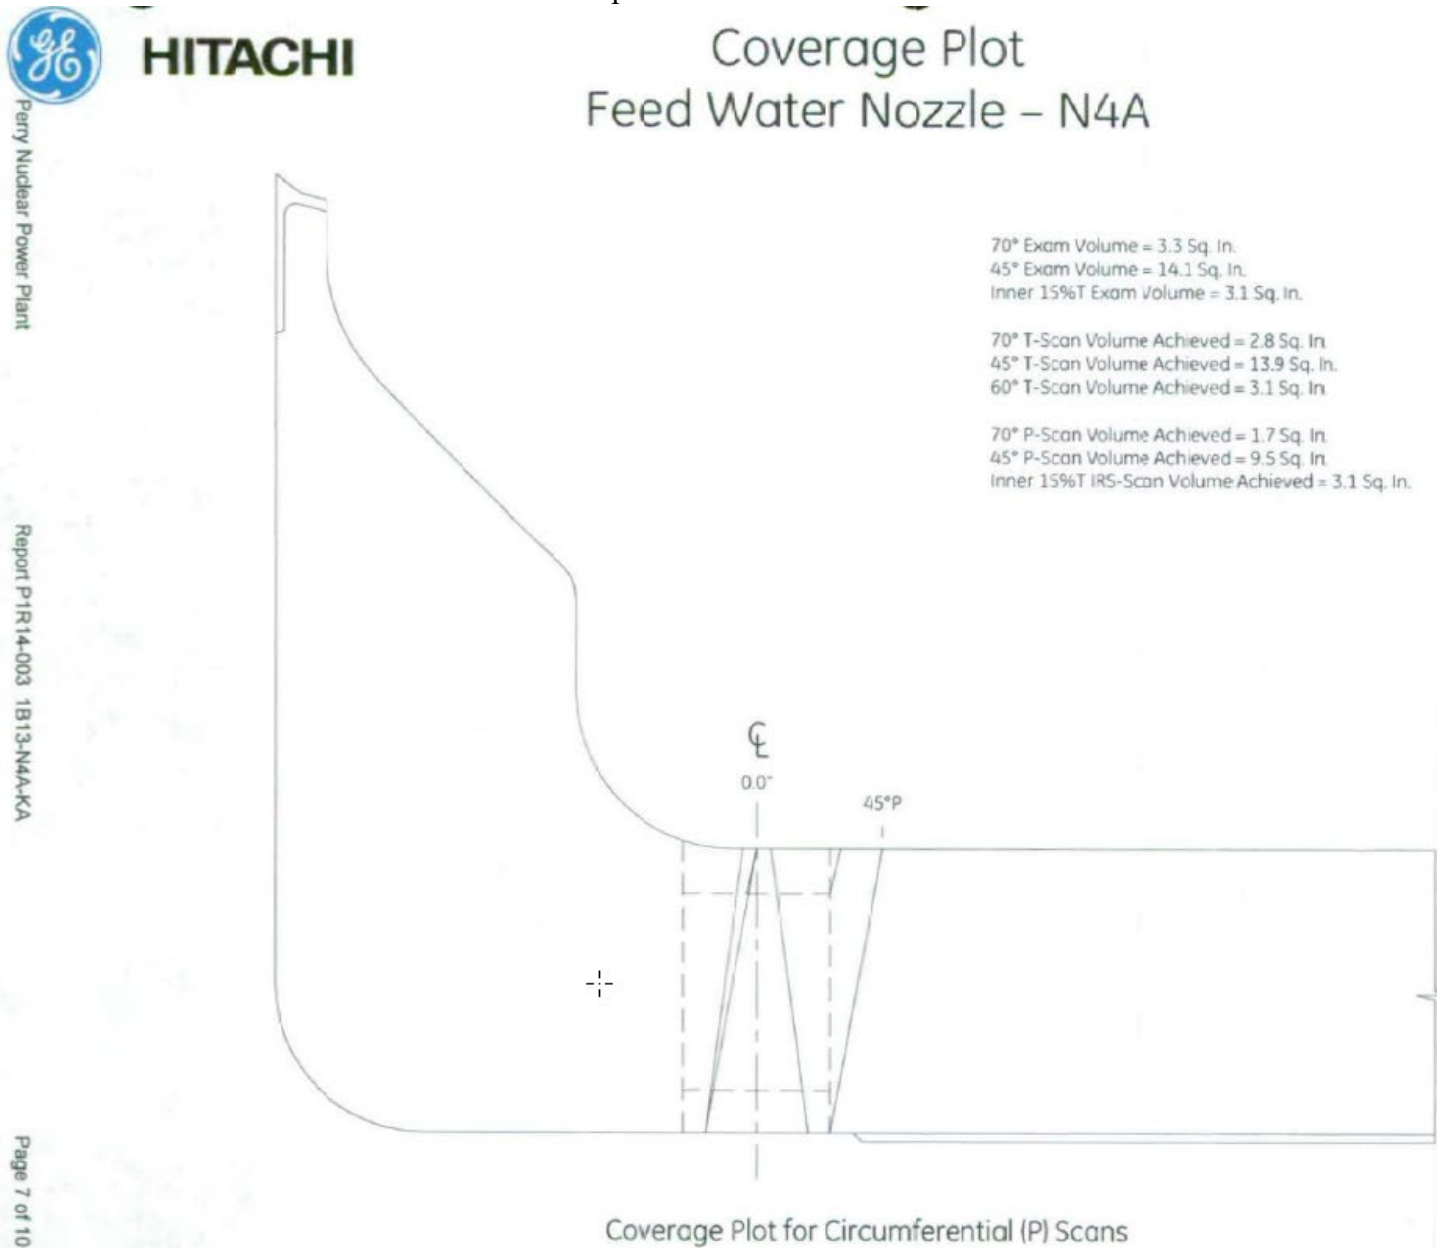 GE HITACHI
Coverage Plot
Feed Water Nozzle – N4A
Perry Nuclear Power Plant
Report P1R14-003 1B13-N4A-KA
Page 7 of 10
70° Exam Volume = 3.3 Sq. In.
45° Exam Volume = 14.1 Sq. In.
Inner 15%T Exam Volume = 3.1 Sq. In.
70° T-Scan Volume Achieved = 2.8 Sq. In
45° T-Scan Volume Achieved = 13.9 Sq. In.
60° T-Scan Volume Achieved = 3.1 Sq. In
70° P-Scan Volume Achieved = 1.7 Sq. In
45° P-Scan Volume Achieved = 9.5 Sq. In
Inner 15%T IRS-Scan Volume Achieved = 3.1 Sq. In.
℄
0.0"
45°P
Coverage Plot for Circumferential (P) Scans